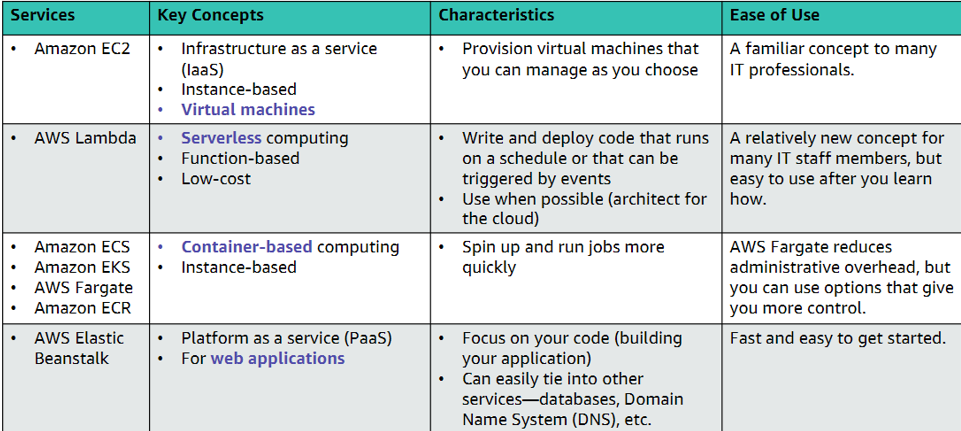 Services
Key Concepts
Characteristics
Ease of Use
• Amazon EC2
• Infrastructure as a service
(IaaS)
• Instance-based
• Virtual machines
• Provision virtual machines that
you can manage as you choose
A familiar concept to many
IT professionals.
• AWS Lambda
• Serverless computing
• Function-based
• Low-cost
• Write and deploy code that runs
on a schedule or that can be
triggered by events
• Use when possible (architect for
the cloud)
A relatively new concept for
many IT staff members, but
easy to use after you learn
how.
• Amazon ECS
• Amazon EKS
• AWS Fargate
• Amazon ECR
• Container-based computing
• Instance-based
• Spin up and run jobs more
quickly
AWS Fargate reduces
administrative overhead, but
you can use options that give
you more control.
• AWS Elastic
Beanstalk
• Platform as a service (PaaS)
• For web applications
• Focus on your code (building
your application)
• Can easily tie into other
services—databases, Domain
Name System (DNS), etc.
Fast and easy to get started.